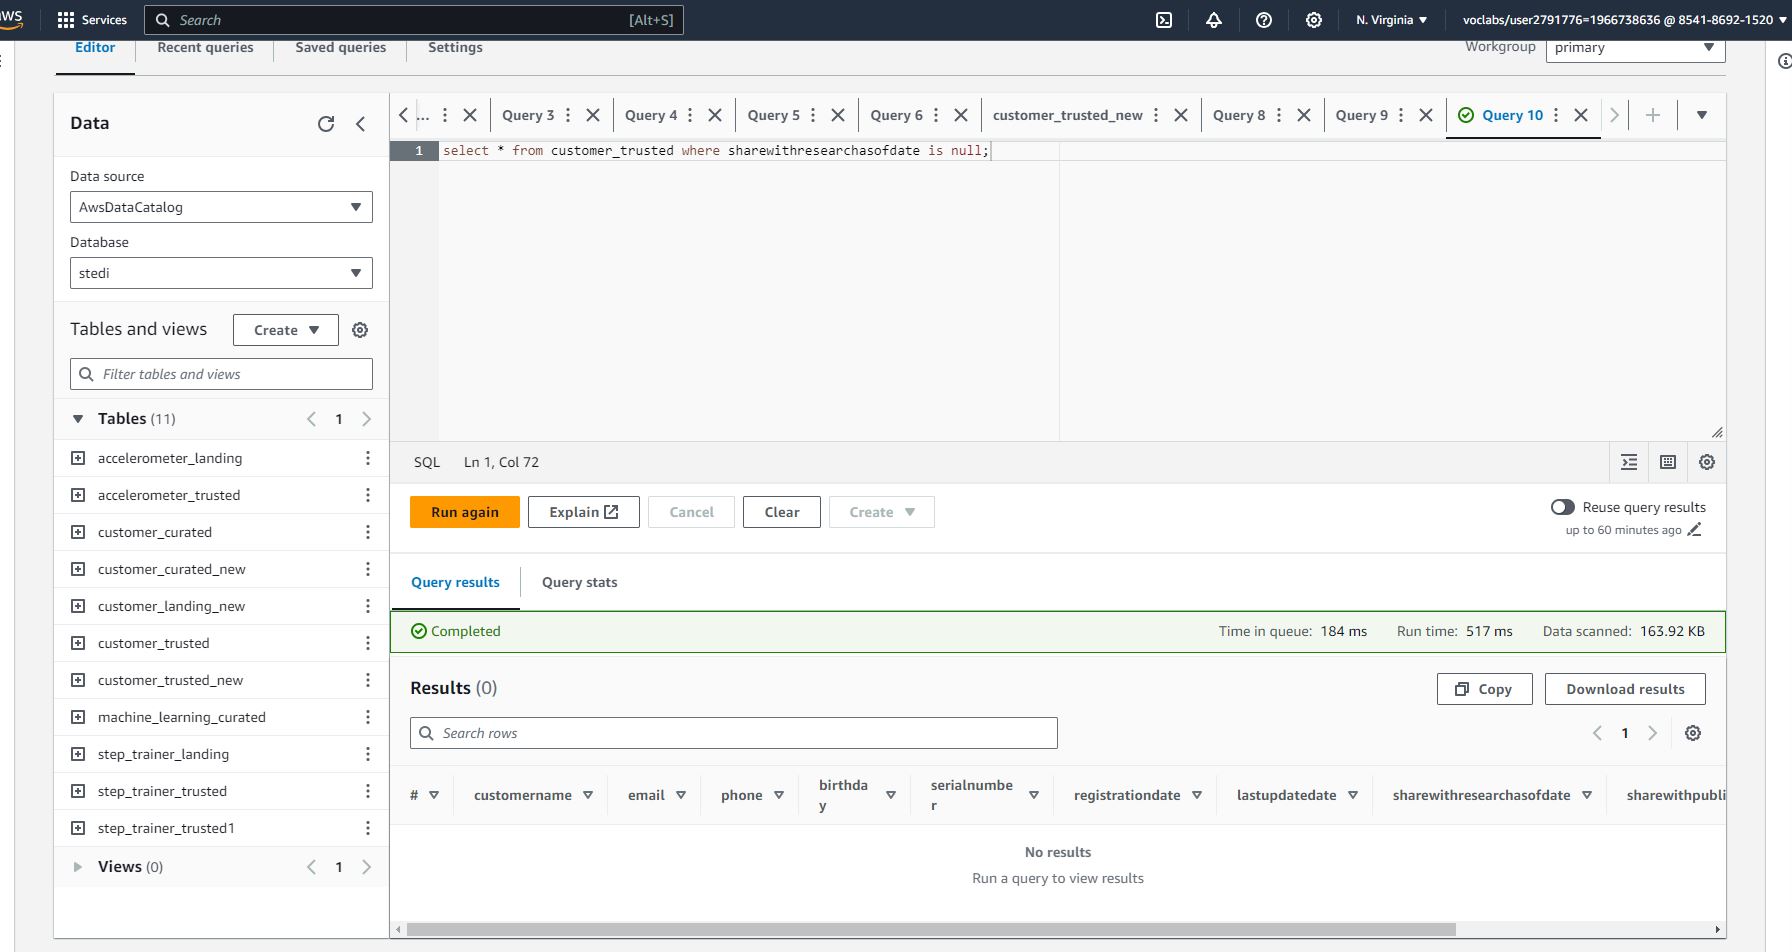 aws
Services
Search
[Alt+S]
N. Virginia
voclabs/user2791776=1966738636 @ 8541-8692-1520
Editor
Recent queries
Saved queries
Settings
Workgroup
primary
Data
... Query 3 Query 4 Query 5 Query 6 customer_trusted_new Query 8 Query 9 Query 10
1 select * from customer_trusted where sharewithresearchasofdate is null;
Data source
AwsDataCatalog
Database
stedi
Tables and views
Create
Filter tables and views
Tables (11)
1
accelerometer_landing
accelerometer_trusted
customer_curated
customer_curated_new
customer_landing_new
customer_trusted
customer_trusted_new
machine_learning_curated
step_trainer_landing
step_trainer_trusted
step_trainer_trusted1
Views (0)
1
SQL
Ln 1, Col 72
Run again
Explain
Cancel
Clear
Create
Reuse query results
up to 60 minutes ago
Query results
Query stats
Completed
Time in queue: 184 ms
Run time: 517 ms
Data scanned: 163.92 KB
Results (0)
Copy
Download results
Search rows
1
#
customername
email
phone
birthda
y
serialnumbe
r
registrationdate
lastupdatedate
sharewithresearchasofdate
sharewithpubli
No results
Run a query to view results